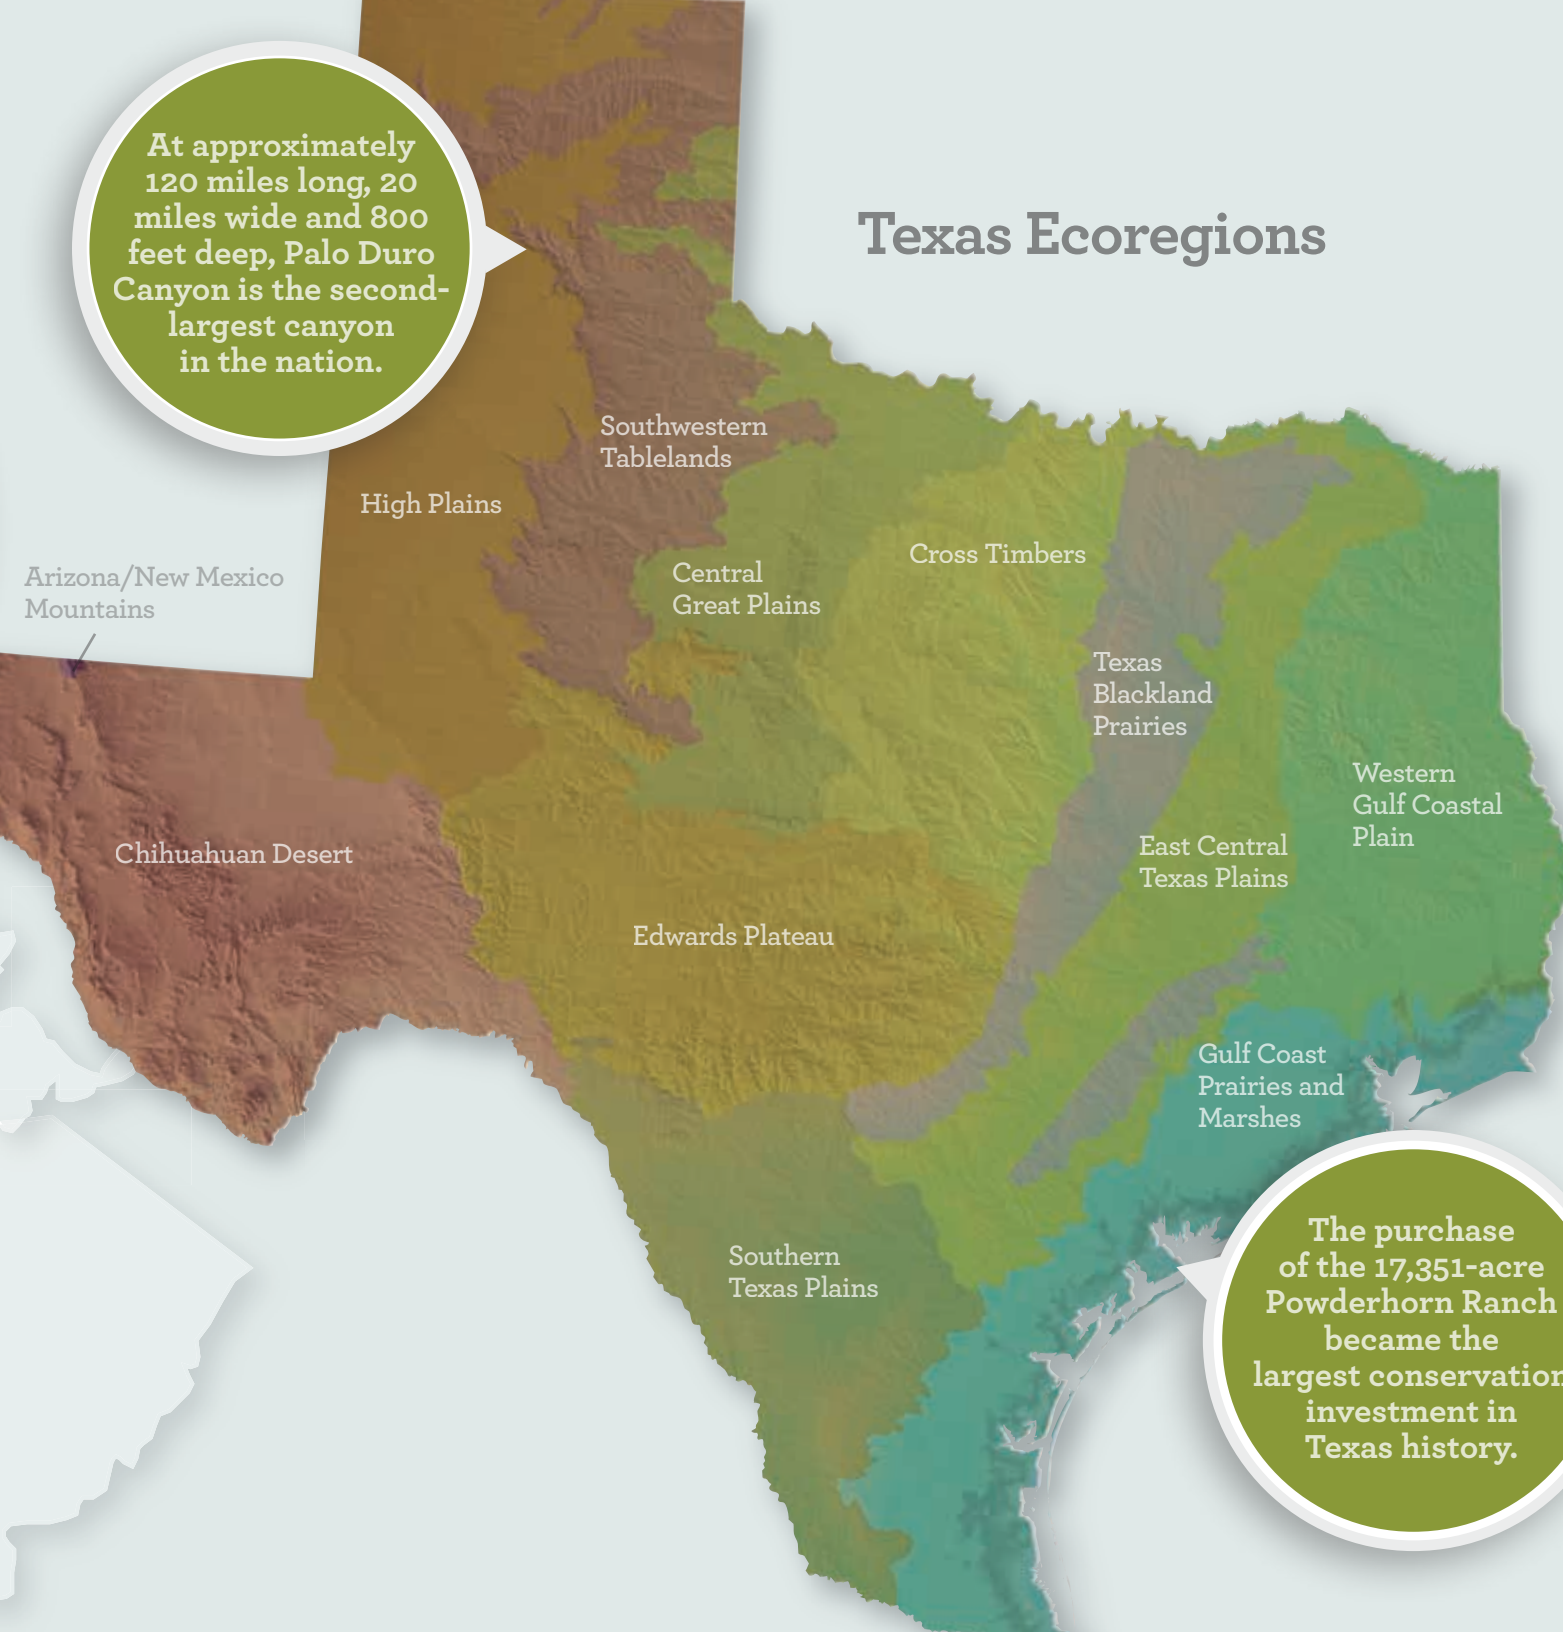 At approximately
120 miles long, 20
miles wide and 800
feet deep, Palo Duro
Canyon is the second-
largest canyon
in the nation.
Texas Ecoregions
Southwestern
Tablelands
High Plains
Cross Timbers
Arizona/New Mexico
Mountains
Central
Great Plains
Texas
Blackland
Prairies
Western
Gulf Coastal
Plain
Chihuahuan Desert
East Central
Texas Plains
Edwards Plateau
Gulf Coast
Prairies and
Marshes
Southern
Texas Plains
The purchase
of the 17,351-acre
Powderhorn Ranch
became the
largest conservation
investment in
Texas history.